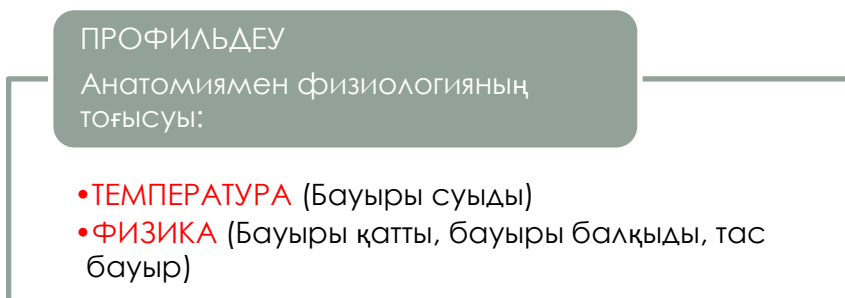 ПРОФИЛЬДЕУ
Анатомиямен физиологияның
тоғысуы:
•ТЕМПЕРАТУРА (Бауыры суыды)
•ФИЗИКА (Бауыры қатты, бауыры балқыды, тас
бауыр)